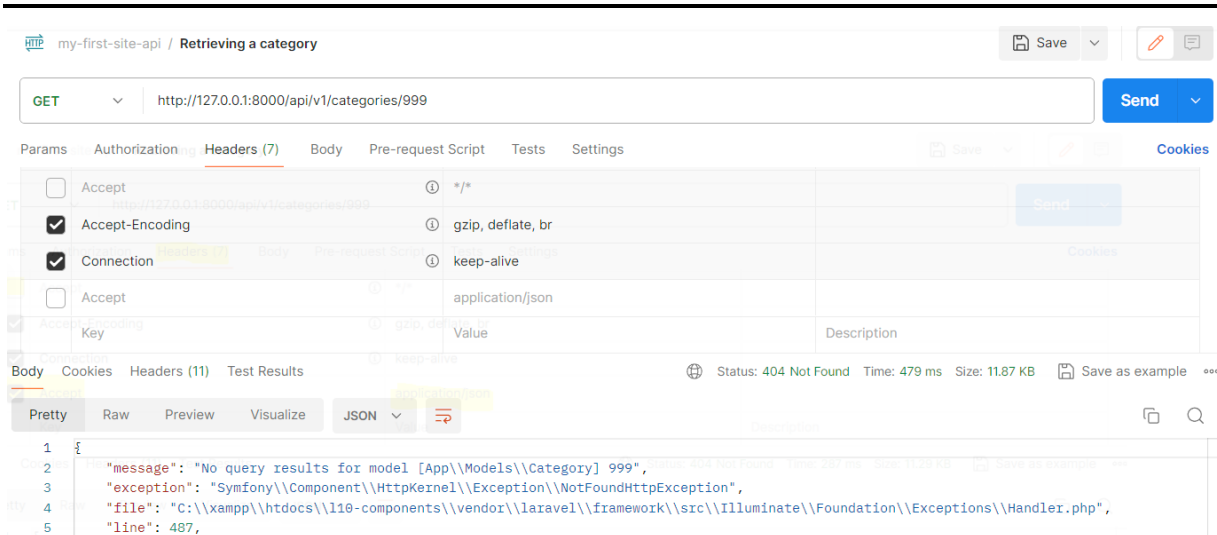 HTTP my-first-site-api / Retrieving a category Save
GET http://127.0.0.1:8000/api/v1/categories/999 Send
Params Authorization Headers (7) Body Pre-request Script Tests Settings Cookies
Accept */*
Accept-Encoding gzip, deflate, br
Connection keep-alive
Accept application/json
Key Value Description
Body Cookies Headers (11) Test Results Status: 404 Not Found Time: 479 ms Size: 11.87 KB Save as example
Pretty Raw Preview Visualize JSON
1 {
2 "message": "No query results for model [App\\Models\\Category] 999",
3 "exception": "Symfony\\Component\\HttpKernel\\Exception\\NotFoundHttpException",
4 "file": "C:\\xampp\\htdocs\\l10-components\\vendor\\laravel\\framework\\src\\Illuminate\\Foundation\\Exceptions\\Handler.php",
5 "line": 487,